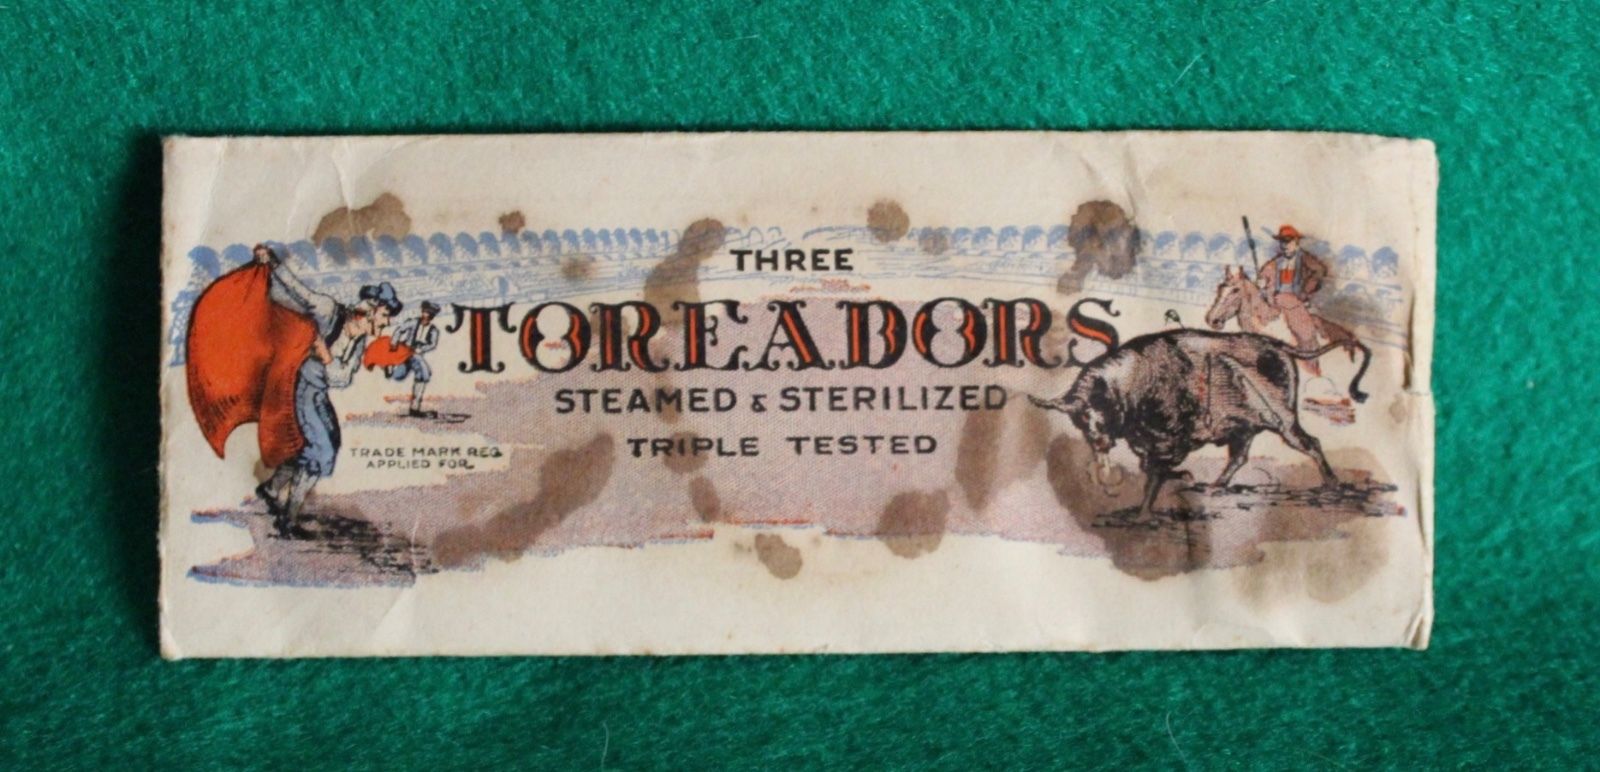 THREE
TOREADORS
STEAMED & STERILIZED
TRIPLE TESTED
TRADE MARK REG.
APPLIED FOR